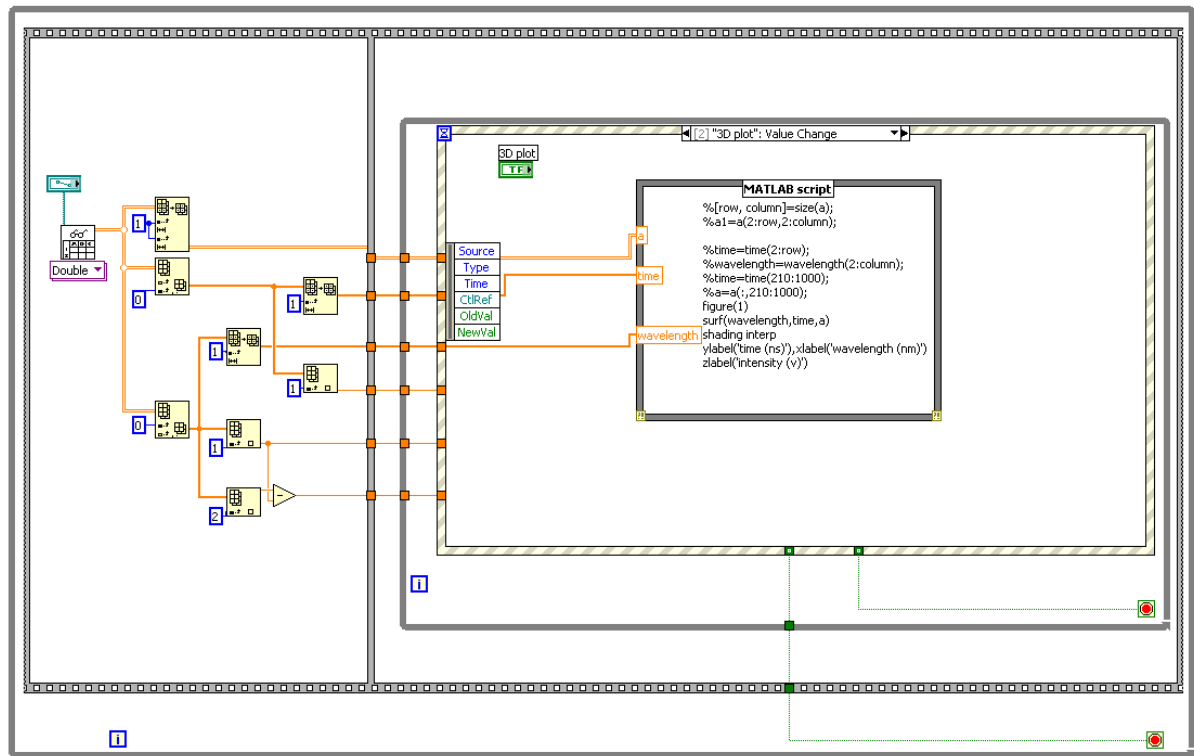 [2] "3D plot": Value Change
3D plot
TF
MATLAB script
%[row, column]=size(a);
%a1=a(2:row,2:column);
%time=time(2:row);
%wavelength=wavelength(2:column);
%time=time(210:1000);
%a=a(:,210:1000);
figure(1)
surf(wavelength,time,a)
shading interp
ylabel('time (ns)'),xlabel('wavelength (nm)')
zlabel('intensity (v)')
a
time
wavelength
Source
Type
Time
CtlRef
OldVal
NewVal
Double
1
0
1
1
1
0
1
2
i
i